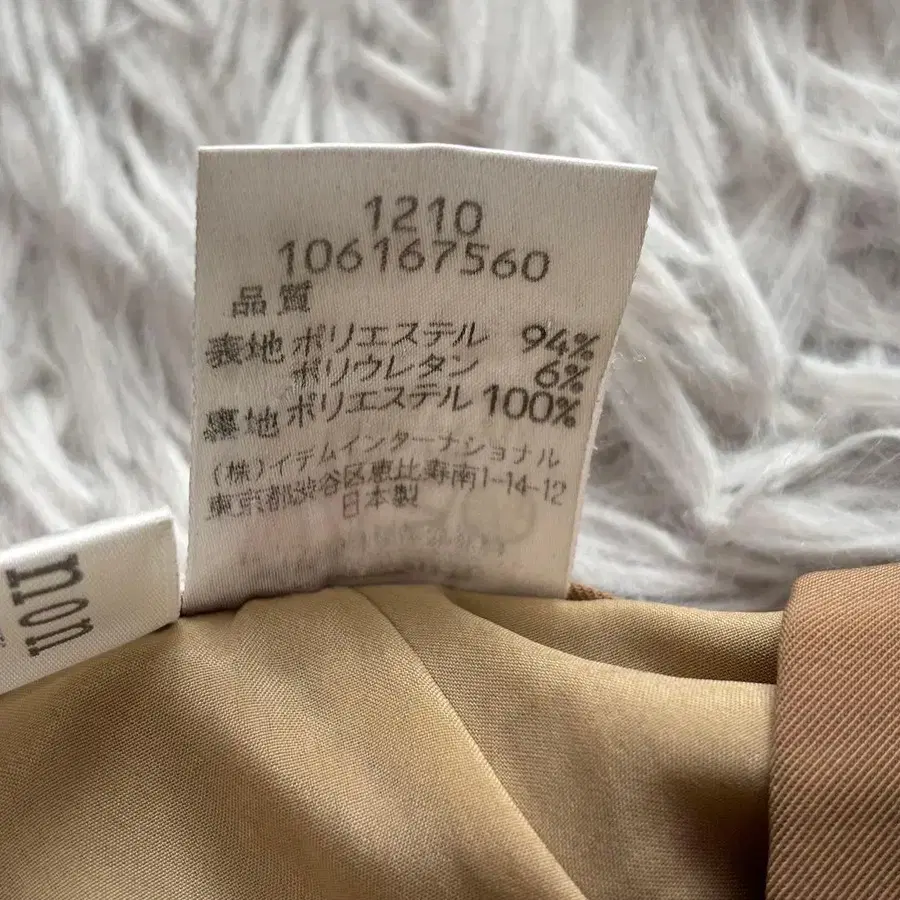 1210
106167560
品質
表地 ポリエステル 94%
ポリウレタン 6%
裏地 ポリエステル 100%
(株)イデムインターナショナル
東京都渋谷区恵比寿南1-14-12
日本製
non